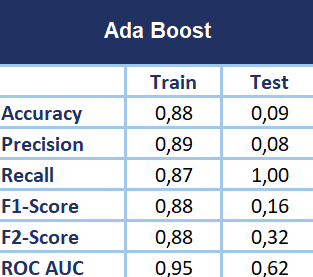 Ada Boost
Train Test
Accuracy 0,88 0,09
Precision 0,89 0,08
Recall 0,87 1,00
F1-Score 0,88 0,16
F2-Score 0,88 0,32
ROC AUC 0,95 0,62